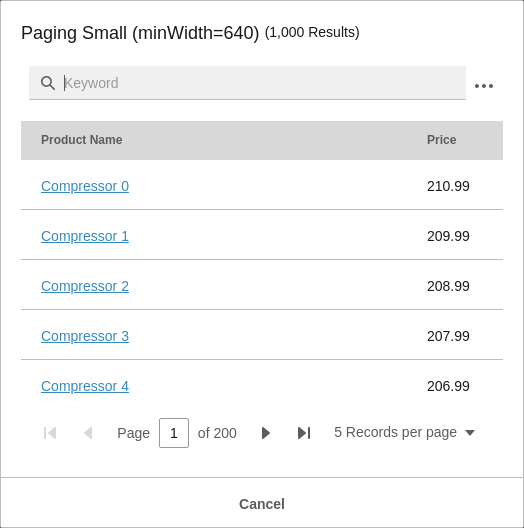 Paging Small (minWidth=640) (1,000 Results)
Keyword
Product Name Price
Compressor 0 210.99
Compressor 1 209.99
Compressor 2 208.99
Compressor 3 207.99
Compressor 4 206.99
Page 1 of 200 5 Records per page
Cancel